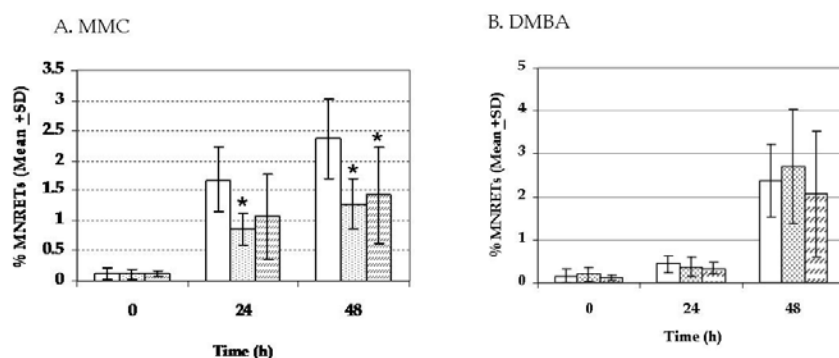 A. MMC
% MNRETs (Mean +SD)
3.5
3
2.5
2
1.5
1
0.5
0
* * *
0 24 48
Time (h)
B. DMBA
% MNRETs (Mean +SD)
5
4
3
2
1
0
0 24 48
Time (h)